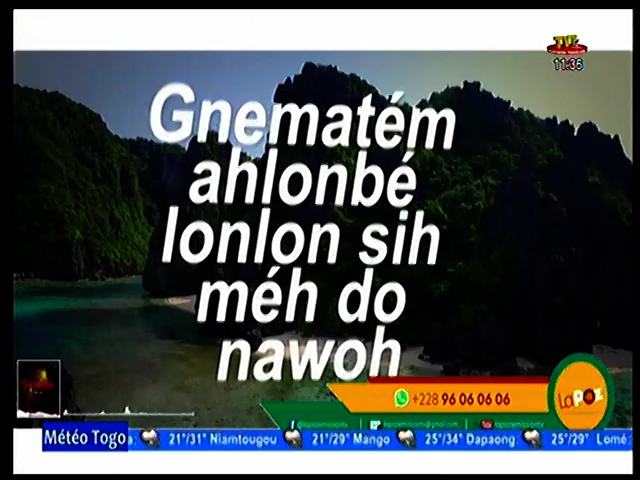 11:36
Gnematém
ahlonbé
lonlon sih
méh do
nawoh
+228 96 06 06 06
LaPOZ
Météo Togo
21°/31° Niamtougou 21°/29° Mango 25°/34° Dapaong: 25°/29° Lomé: